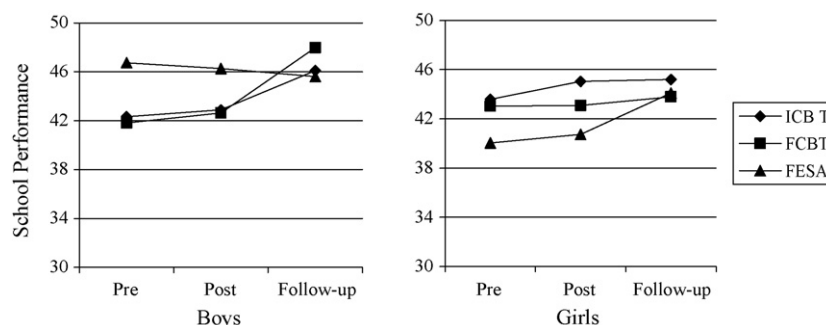 School Performance
50
46
42
38
34
30
Pre Post Follow-up
Boys
50
46
42
38
34
30
Pre Post Follow-up
Girls
ICB T
FCBT
FESA